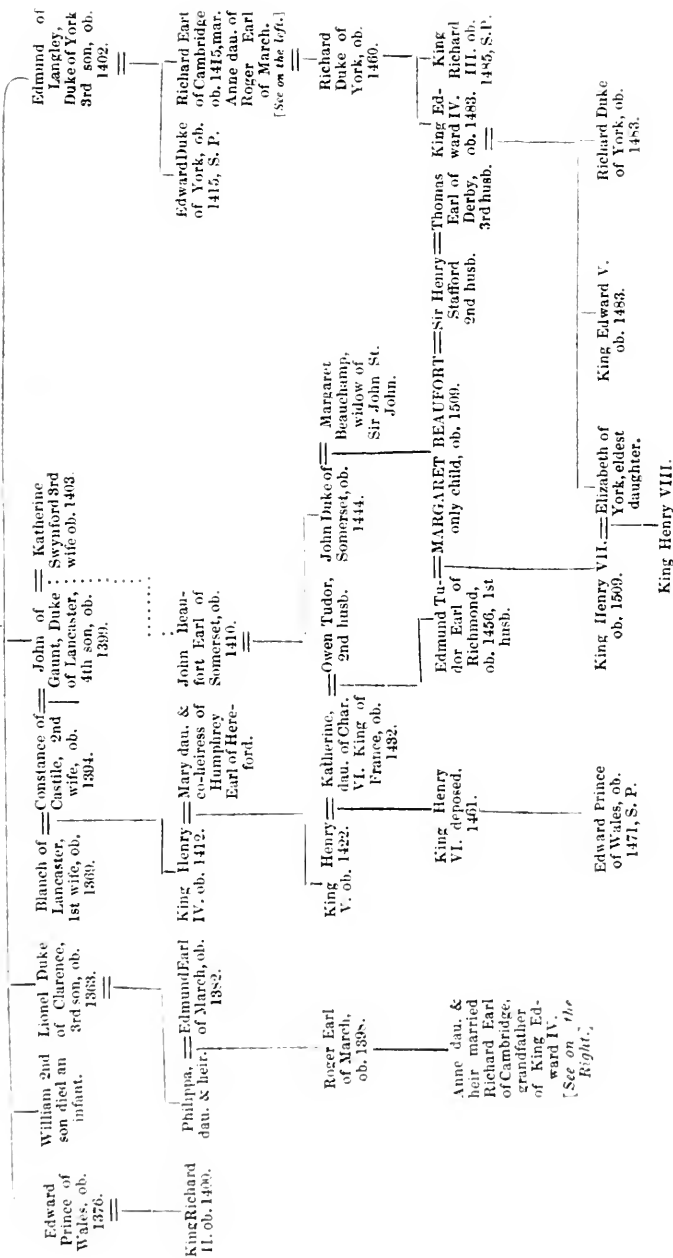 Edward
Prince of
Wales, ob.
1376.
William 2nd
son died an
infant.
Lionel Duke
of Clarence,
3rd son, ob.
1363.
Blanch of
Lancaster,
1st wife, ob.
1369.
Constance of
Castile, 2nd
wife, ob.
1394.
John of
Gaunt, Duke
of Lancaster,
4th son, ob.
1399.
Katherine
Swynford 3rd
wife ob. 1403.
Edmund of
Langley,
Duke of York
3rd son, ob.
1402.
King Richard
II. ob. 1400.
Philippa,
dau. & heir.
Edmund Earl
of March, ob.
1382.
King Henry
IV. ob. 1412.
Mary dau. &
co-heiress of
Humphrey
Earl of Here-
ford.
John Beau-
fort Earl of
Somerset, ob.
1410.
Edward Duke
of York, ob.
1415, S. P.
Richard Earl
of Cambridge
ob. 1415, mar.
Anne dau. of
Roger Earl
of March.
[See on the left.]
Roger Earl
of March,
ob. 1398.
King Henry
V. ob. 1422.
Katherine,
dau. of Char.
VI. King of
France, ob.
1432.
Owen Tudor,
2nd husb.
John Duke of
Somerset, ob.
1444.
Margaret
Beauchamp,
widow of
Sir John St.
John.
Richard
Duke of
York, ob.
1460.
Anne dau. &
heir married
Richard Earl
of Cambridge,
grandfather
of King Ed-
ward IV.
[See on the
Right.]
King Henry
VI. deposed,
1461.
Edmund Tu-
dor Earl of
Richmond,
ob. 1456, 1st
husb.
MARGARET BEAUFORT
only child, ob. 1509.
Sir Henry
Stafford
2nd husb.
Thomas
Earl of
Derby,
3rd husb.
King Ed-
ward IV.
ob. 1483.
King
Richard
III. ob.
1485, S.P.
Edward Prince
of Wales, ob.
1471, S. P.
King Henry VII.
ob. 1509.
Elizabeth of
York, eldest
daughter.
King Edward V.
ob. 1483.
Richard Duke
of York, ob.
1483.
King Henry VIII.